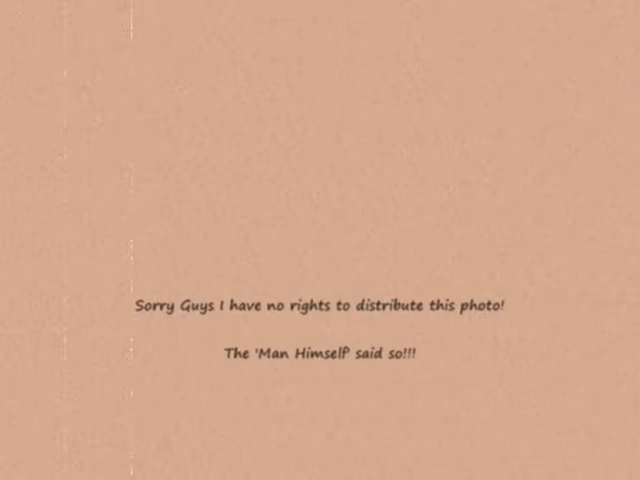 Sorry Guys I have no rights to distribute this photo!
The 'Man Himself' said so!!!